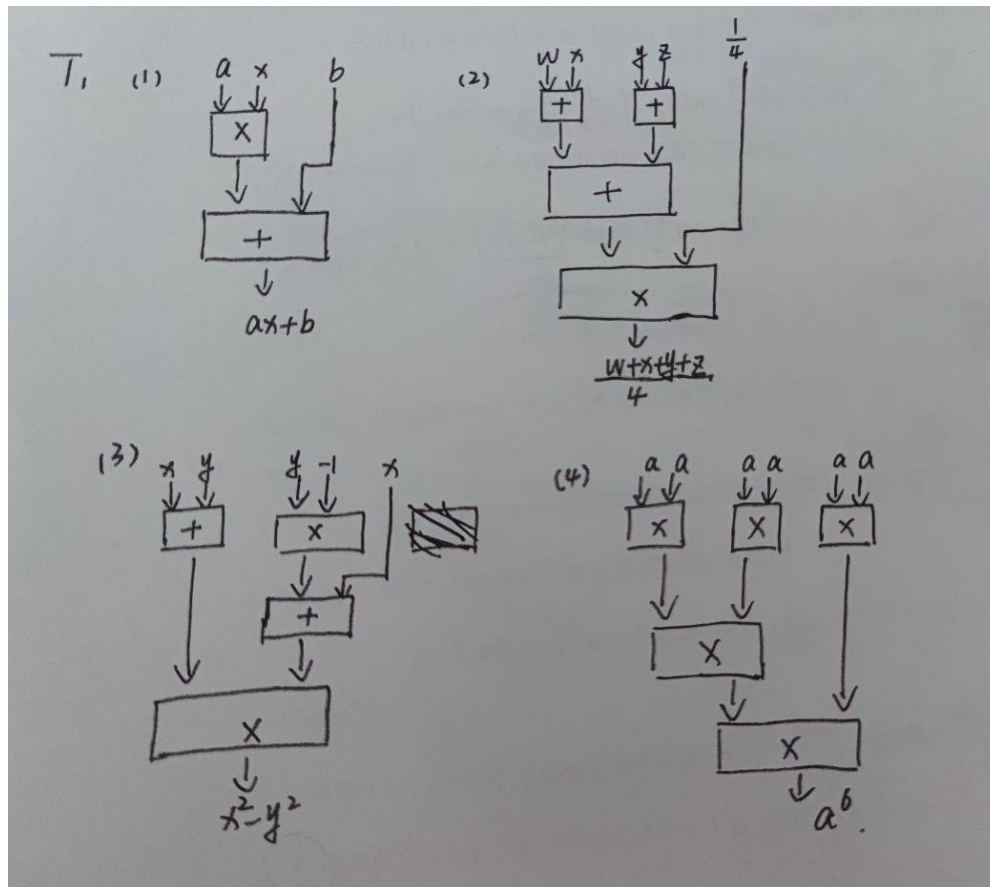 T1 (1) a x b
×
+
ax+b
(2) w x y z 1/4
+ +
+
×
w+x+y+z
4
(3) x y y -1 x
+ ×
+
×
x²-y²
(4) a a a a a a
× × ×
×
×
a⁶.